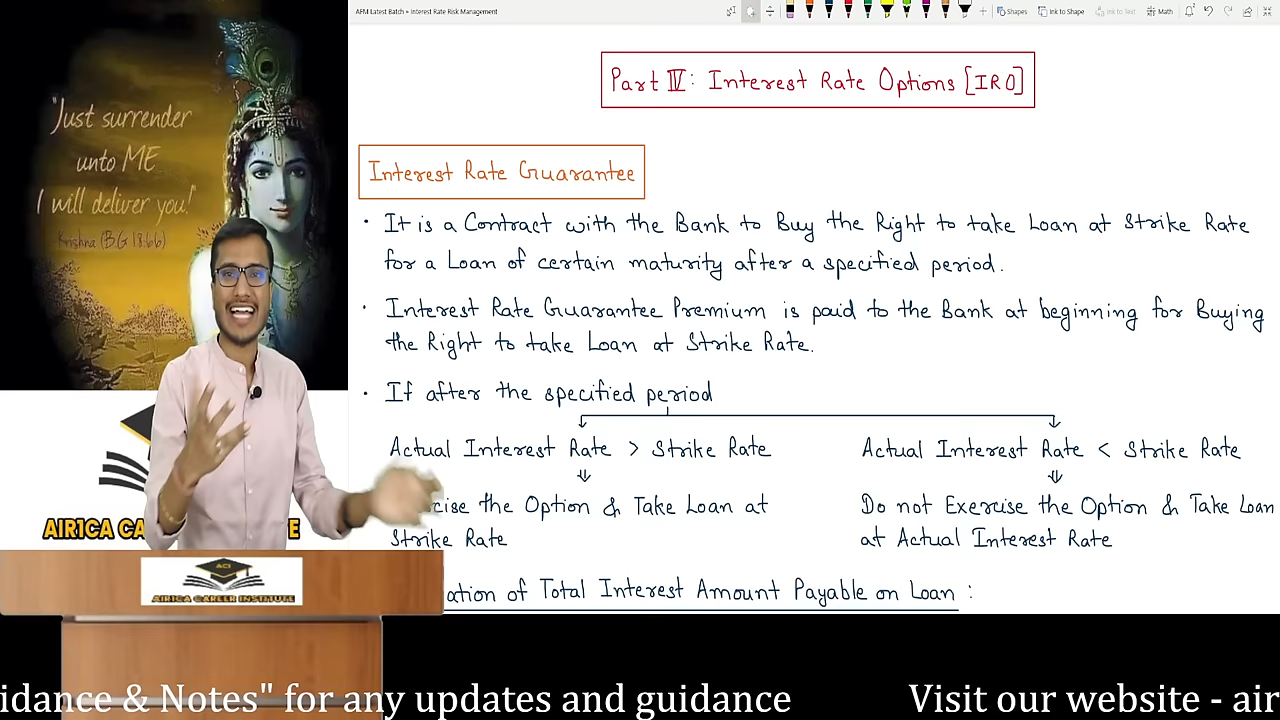 AFM Latest Batch » Interest Rate Risk Management
Shapes Ink to Shape Ink to Text Math
"Just surrender
unto ME
I will deliver you!"
- Krishna (BG 18:66)
Part IV: Interest Rate Options [IRO]
Interest Rate Guarantee
• It is a Contract with the Bank to Buy the Right to take Loan at Strike Rate
for a Loan of certain maturity after a specified period.
• Interest Rate Guarantee Premium is paid to the Bank at beginning for Buying
the Right to take Loan at Strike Rate.
• If after the specified period
Actual Interest Rate > Strike Rate
Actual Interest Rate < Strike Rate
cise the Option & Take Loan at
Strike Rate
Do not Exercise the Option & Take Loan
at Actual Interest Rate
ation of Total Interest Amount Payable on Loan :
AIR1CA CA E
ACI
AIR1CA CAREER INSTITUTE
idance & Notes" for any updates and guidance Visit our website - air